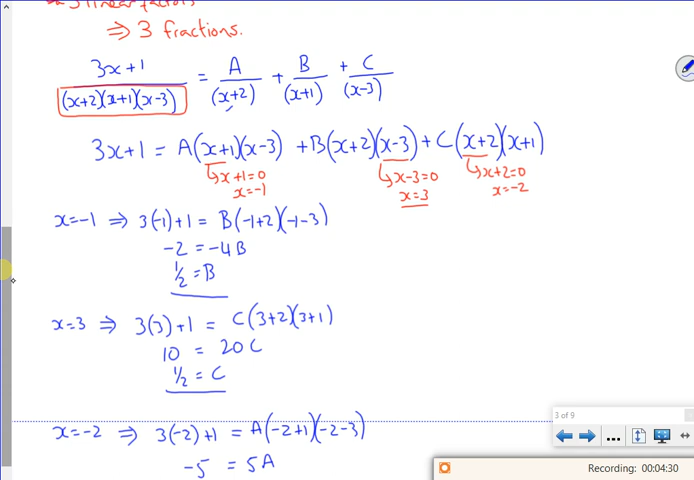 ⇒ 3 linear factors
⇒ 3 fractions.
3x+1 / (x+2)(x+1)(x-3) = A/(x+2) + B/(x+1) + C/(x-3)
3x+1 = A(x+1)(x-3) + B(x+2)(x-3) + C(x+2)(x+1)
↳ x+1=0 ↳ x-3=0 ↳ x+2=0
x=-1 x=3 x=-2
x=-1 ⇒ 3(-1)+1 = B(-1+2)(-1-3)
-2 = -4B
1/2 = B
x=3 ⇒ 3(3)+1 = C(3+2)(3+1)
10 = 20C
1/2 = C
x=-2 ⇒ 3(-2)+1 = A(-2+1)(-2-3)
-5 = 5A
3 of 9
Recording: 00:04:30